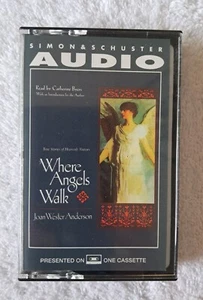 SIMON & SCHUSTER
AUDIO
Read by Catherine Byers
With an Introduction by the Author
True Stories of Heavenly Visitors
Where
Angels
Walk
Joan Wester Anderson
PRESENTED ON
ONE CASSETTE